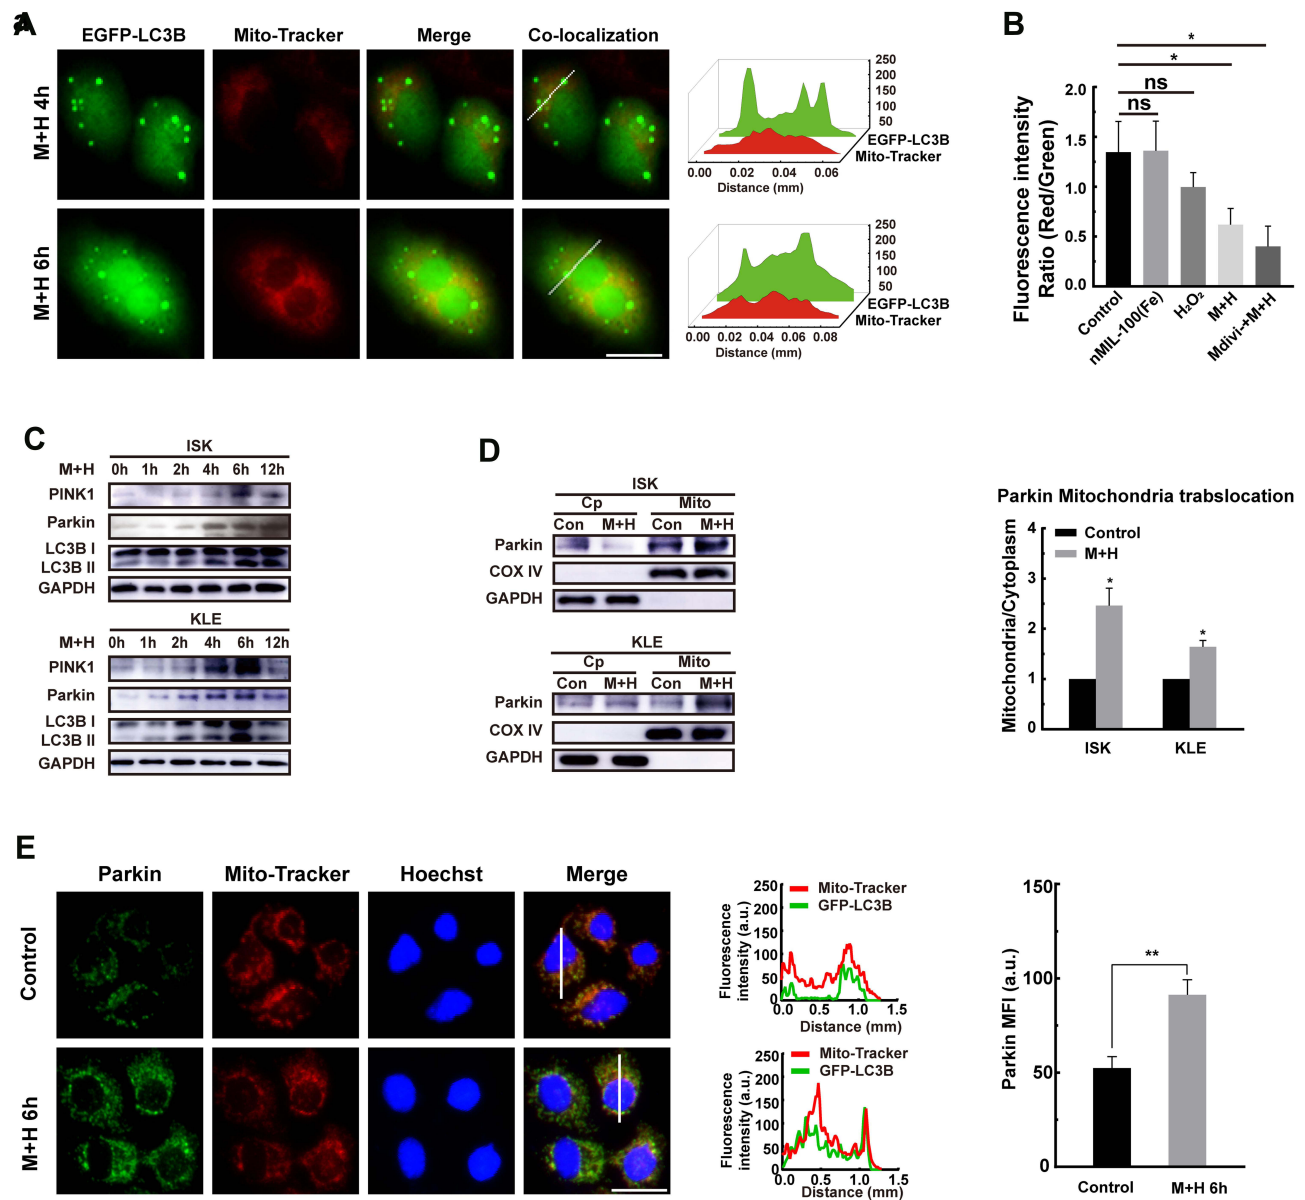 A
EGFP-LC3B Mito-Tracker Merge Co-localization
M+H 4h
250
200
150
100
50
EGFP-LC3B
Mito-Tracker
0.00 0.02 0.04 0.06
Distance (mm)
M+H 6h
250
200
150
100
50
EGFP-LC3B
Mito-Tracker
0.00 0.02 0.04 0.06 0.08
Distance (mm)
B
*
*
ns
ns
Fluorescence intensity
Ratio (Red/Green)
2.0
1.5
1.0
0.5
0.0
Control
nMIL-100(Fe)
H₂O₂
M+H
Mdivi-+M+H
C
ISK
M+H 0h 1h 2h 4h 6h 12h
PINK1
Parkin
LC3B I
LC3B II
GAPDH
KLE
M+H 0h 1h 2h 4h 6h 12h
PINK1
Parkin
LC3B I
LC3B II
GAPDH
D
ISK
Cp Mito
Con M+H Con M+H
Parkin
COX IV
GAPDH
KLE
Cp Mito
Con M+H Con M+H
Parkin
COX IV
GAPDH
Parkin Mitochondria trabslocation
Mitochondria/Cytoplasm
4
3
2
1
0
Control
M+H
*
*
ISK KLE
E
Parkin Mito-Tracker Hoechst Merge
Control
M+H 6h
Fluorescence
intensity (a.u.)
250
200
150
100
50
0
Mito-Tracker
GFP-LC3B
0.0 0.5 1.0 1.5
Distance (mm)
Fluorescence
intensity (a.u.)
250
200
150
100
50
0
Mito-Tracker
GFP-LC3B
0.0 0.5 1.0 1.5
Distance (mm)
Parkin MFI (a.u.)
150
100
50
0
**
Control M+H 6h